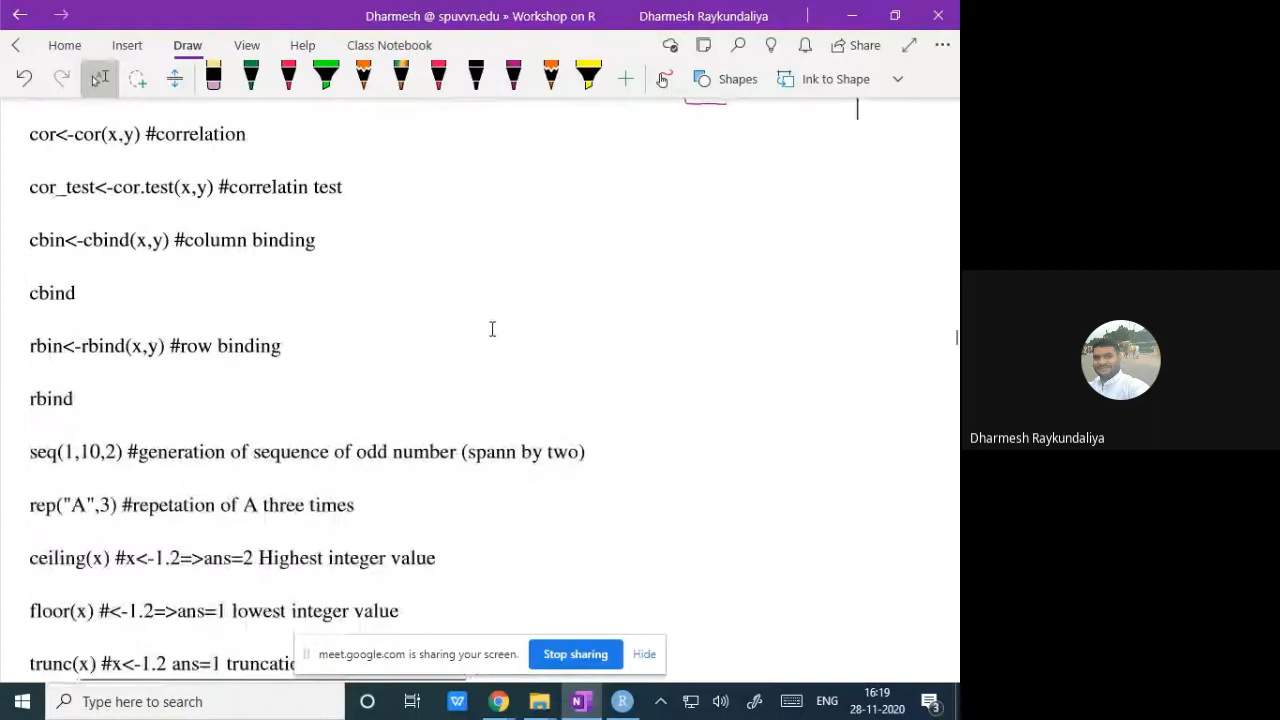 Dharmesh @ spuvvn.edu » Workshop on R
Dharmesh Raykundaliya
Home Insert Draw View Help Class Notebook
Share
Shapes
Ink to Shape
cor<-cor(x,y) #correlation
cor_test<-cor.test(x,y) #correlatin test
cbin<-cbind(x,y) #column binding
cbind
rbin<-rbind(x,y) #row binding
rbind
seq(1,10,2) #generation of sequence of odd number (spann by two)
rep("A",3) #repetation of A three times
ceiling(x) #x<-1.2=>ans=2 Highest integer value
floor(x) #<-1.2=>ans=1 lowest integer value
trunc(x) #x<-1.2 ans=1
meet.google.com is sharing your screen.
Stop sharing
Hide
Dharmesh Raykundaliya
Type here to search
ENG
16:19
28-11-2020
3